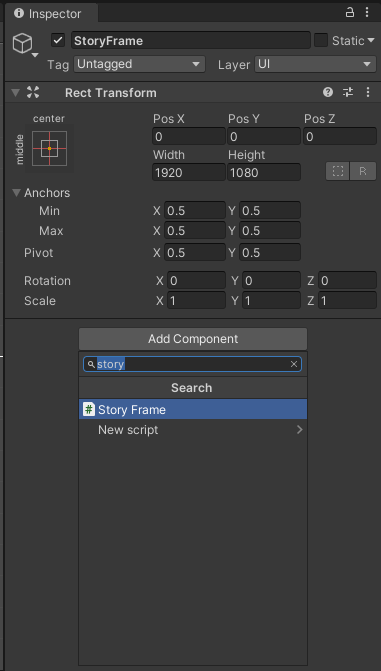 Inspector
StoryFrame
Static
Tag Untagged Layer UI
Rect Transform
center
middle
Pos X Pos Y Pos Z
0 0 0
Width Height
1920 1080
R
Anchors
Min X 0.5 Y 0.5
Max X 0.5 Y 0.5
Pivot X 0.5 Y 0.5
Rotation X 0 Y 0 Z 0
Scale X 1 Y 1 Z 1
Add Component
story
Search
# Story Frame
New script